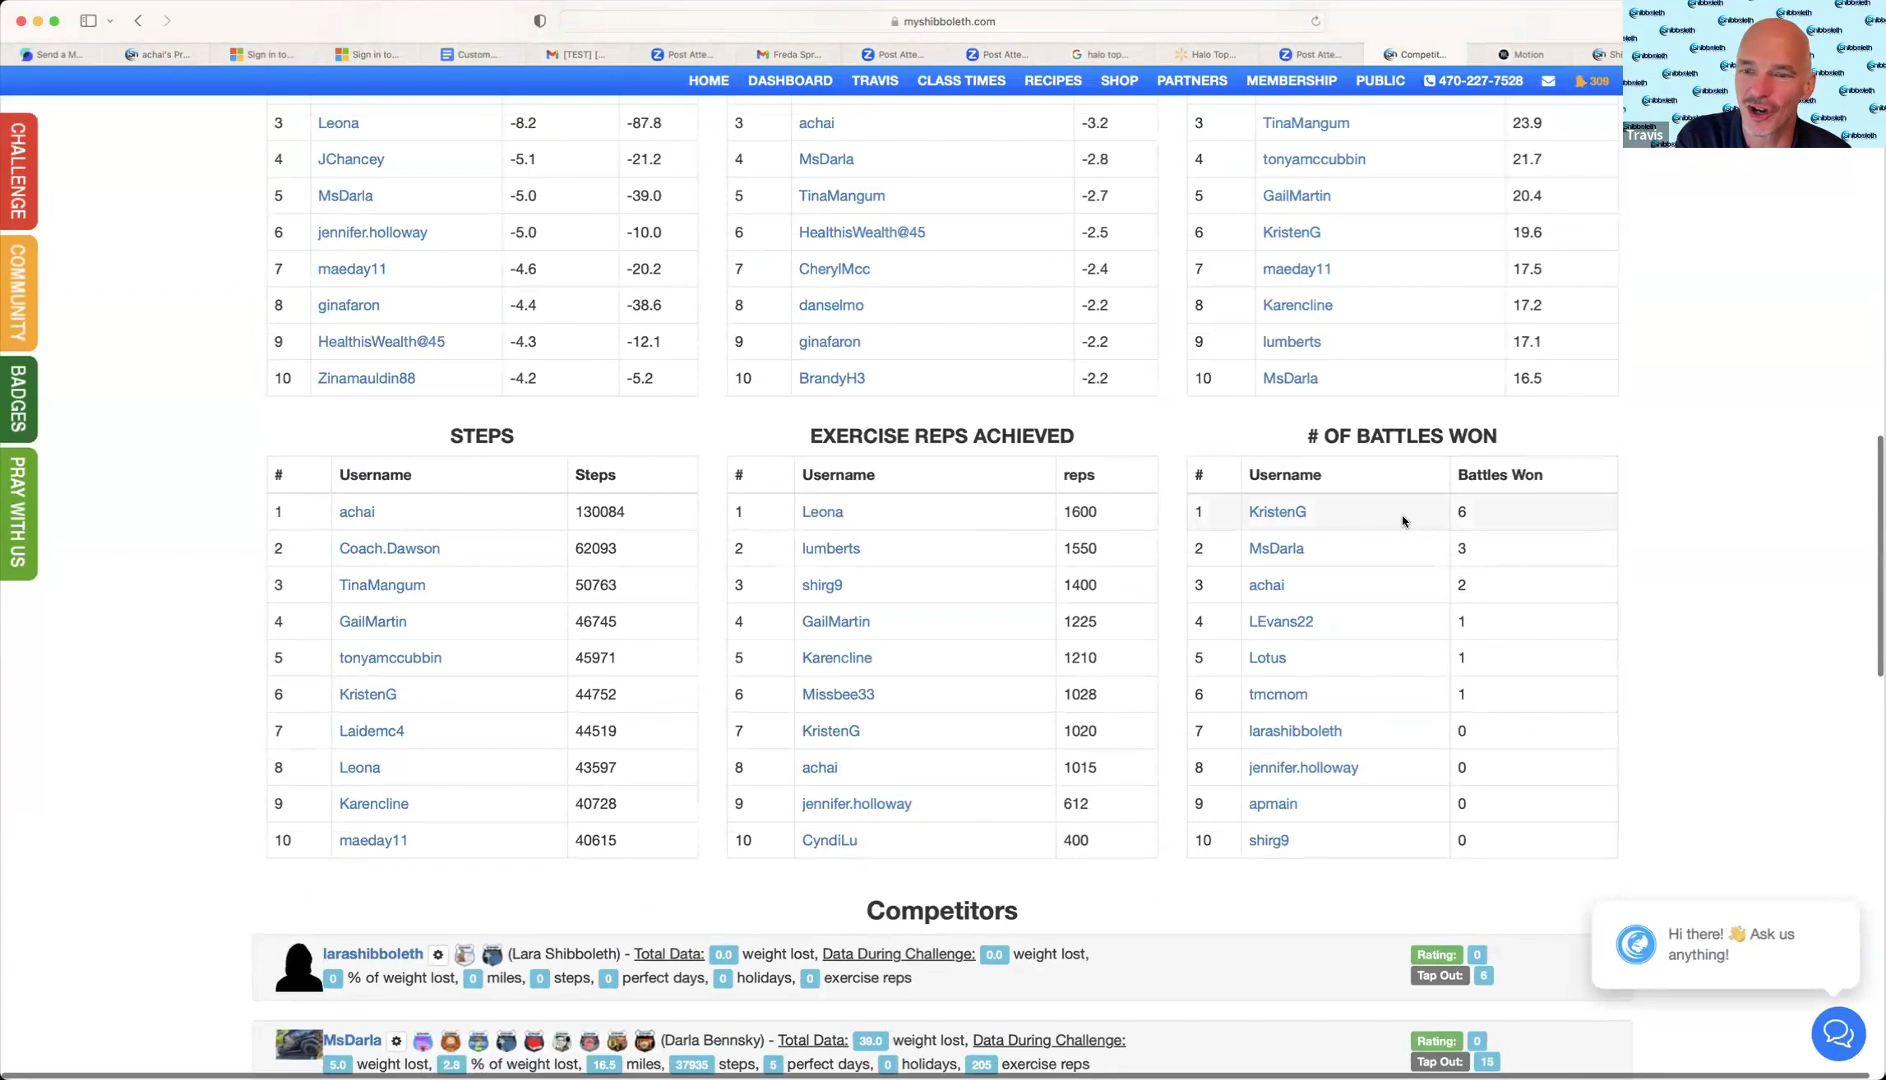 myshibboleth.com
Send a M...
achai's Pr...
Sign in to...
Sign in to...
Custom...
[TEST] [...
Post Atte...
Freda Spr...
Post Atte...
Post Atte...
halo top...
Halo Top...
Post Atte...
Competit...
Motion
HOME DASHBOARD TRAVIS CLASS TIMES RECIPES SHOP PARTNERS MEMBERSHIP PUBLIC 470-227-7528 309
Travis
CHALLENGE
COMMUNITY
BADGES
PRAY WITH US
3 Leona -8.2 -87.8
4 JChancey -5.1 -21.2
5 MsDarla -5.0 -39.0
6 jennifer.holloway -5.0 -10.0
7 maeday11 -4.6 -20.2
8 ginafaron -4.4 -38.6
9 HealthisWealth@45 -4.3 -12.1
10 Zinamauldin88 -4.2 -5.2
3 achai -3.2
4 MsDarla -2.8
5 TinaMangum -2.7
6 HealthisWealth@45 -2.5
7 CherylMcc -2.4
8 danselmo -2.2
9 ginafaron -2.2
10 BrandyH3 -2.2
3 TinaMangum 23.9
4 tonyamccubbin 21.7
5 GailMartin 20.4
6 KristenG 19.6
7 maeday11 17.5
8 Karencline 17.2
9 lumberts 17.1
10 MsDarla 16.5
STEPS
# Username Steps
1 achai 130084
2 Coach.Dawson 62093
3 TinaMangum 50763
4 GailMartin 46745
5 tonyamccubbin 45971
6 KristenG 44752
7 Laidemc4 44519
8 Leona 43597
9 Karencline 40728
10 maeday11 40615
EXERCISE REPS ACHIEVED
# Username reps
1 Leona 1600
2 lumberts 1550
3 shirg9 1400
4 GailMartin 1225
5 Karencline 1210
6 Missbee33 1028
7 KristenG 1020
8 achai 1015
9 jennifer.holloway 612
10 CyndiLu 400
# OF BATTLES WON
# Username Battles Won
1 KristenG 6
2 MsDarla 3
3 achai 2
4 LEvans22 1
5 Lotus 1
6 tmcmom 1
7 larashibboleth 0
8 jennifer.holloway 0
9 apmain 0
10 shirg9 0
Competitors
larashibboleth (Lara Shibboleth) - Total Data: 0.0 weight lost, Data During Challenge: 0.0 weight lost,
0 % of weight lost, 0 miles, 0 steps, 0 perfect days, 0 holidays, 0 exercise reps
Rating: 0
Tap Out: 6
MsDarla (Darla Bennsky) - Total Data: 39.0 weight lost, Data During Challenge:
5.0 weight lost, 2.8 % of weight lost, 16.5 miles, 37935 steps, 5 perfect days, 0 holidays, 205 exercise reps
Rating: 0
Tap Out: 15
Hi there! 👋 Ask us
anything!